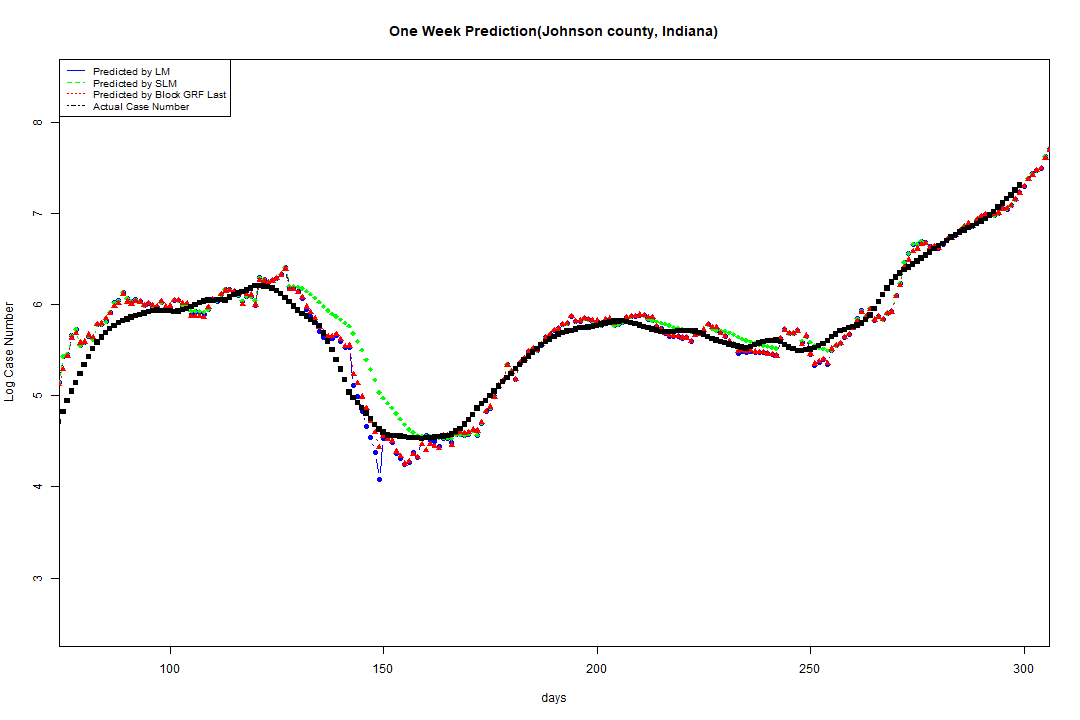 One Week Prediction(Johnson county, Indiana)
Predicted by LM
Predicted by SLM
Predicted by Block GRF Last
Actual Case Number
8
7
6
5
4
3
Log Case Number
100 150 200 250 300
days